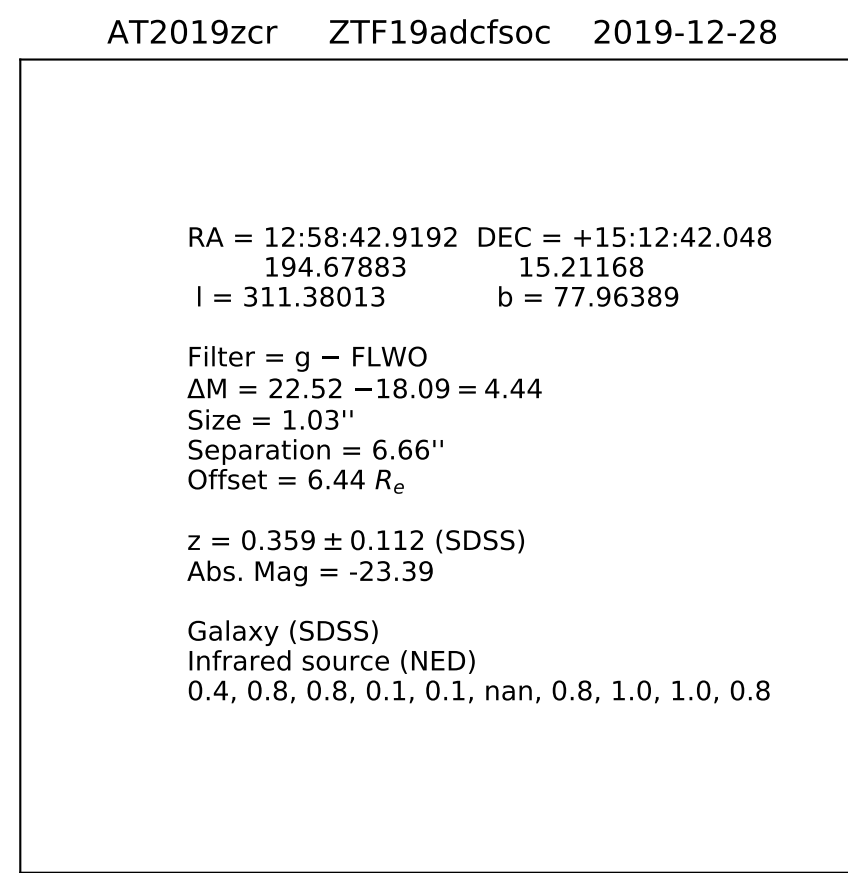 AT2019zcr ZTF19adcfsoc 2019-12-28
RA = 12:58:42.9192 DEC = +15:12:42.048
194.67883 15.21168
l = 311.38013 b = 77.96389
Filter = g − FLWO
ΔM = 22.52 −18.09 = 4.44
Size = 1.03''
Separation = 6.66''
Offset = 6.44 Re
z = 0.359 ± 0.112 (SDSS)
Abs. Mag = -23.39
Galaxy (SDSS)
Infrared source (NED)
0.4, 0.8, 0.8, 0.1, 0.1, nan, 0.8, 1.0, 1.0, 0.8